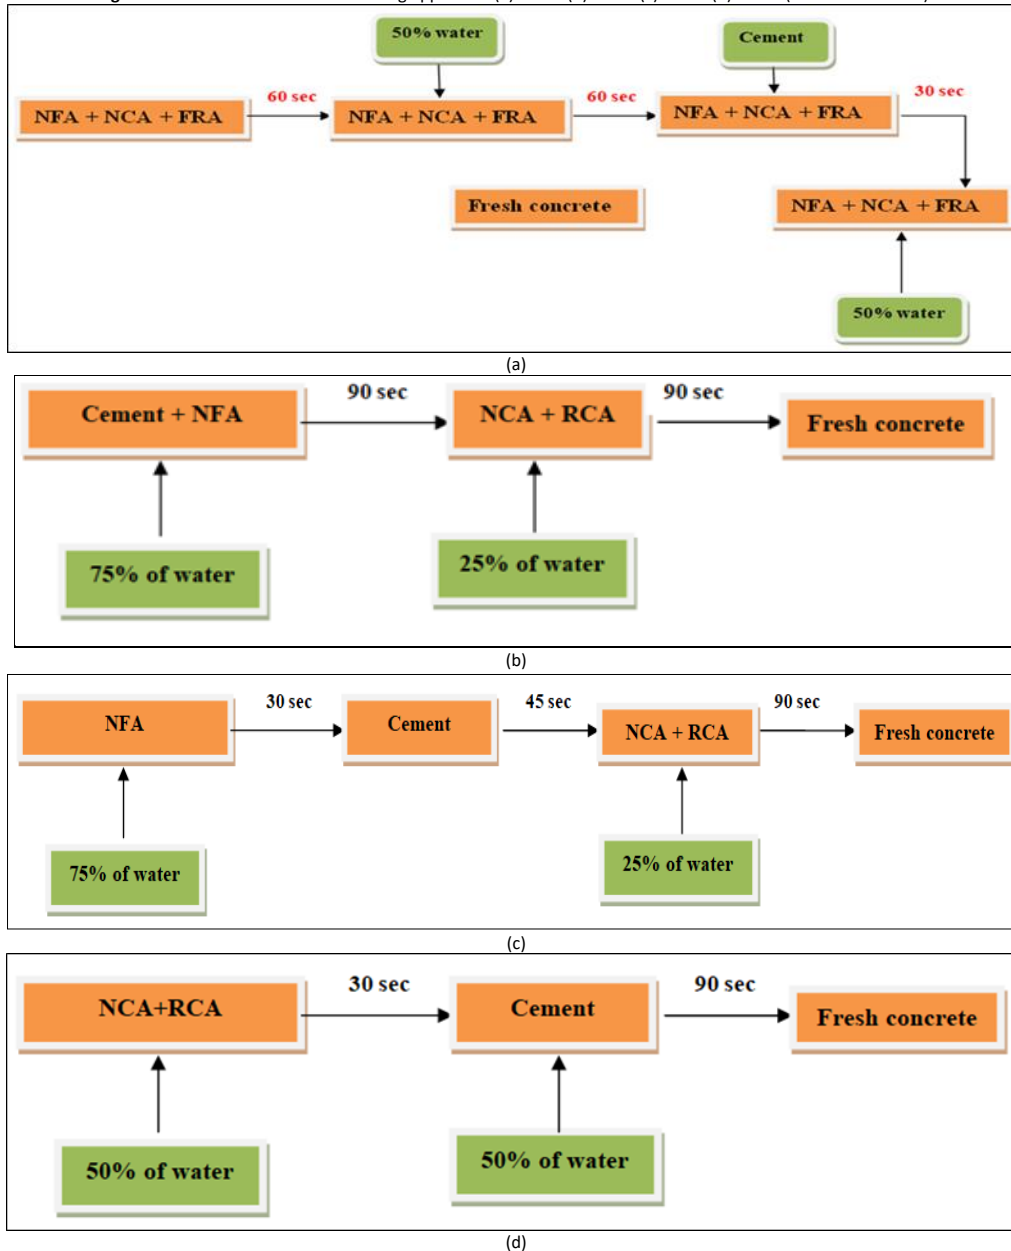 50% water
Cement
60 sec
60 sec
30 sec
NFA + NCA + FRA
NFA + NCA + FRA
NFA + NCA + FRA
Fresh concrete
NFA + NCA + FRA
50% water
(a)
90 sec
90 sec
Cement + NFA
NCA + RCA
Fresh concrete
75% of water
25% of water
(b)
30 sec
45 sec
90 sec
NFA
Cement
NCA + RCA
Fresh concrete
75% of water
25% of water
(c)
30 sec
90 sec
NCA+RCA
Cement
Fresh concrete
50% of water
50% of water
(d)